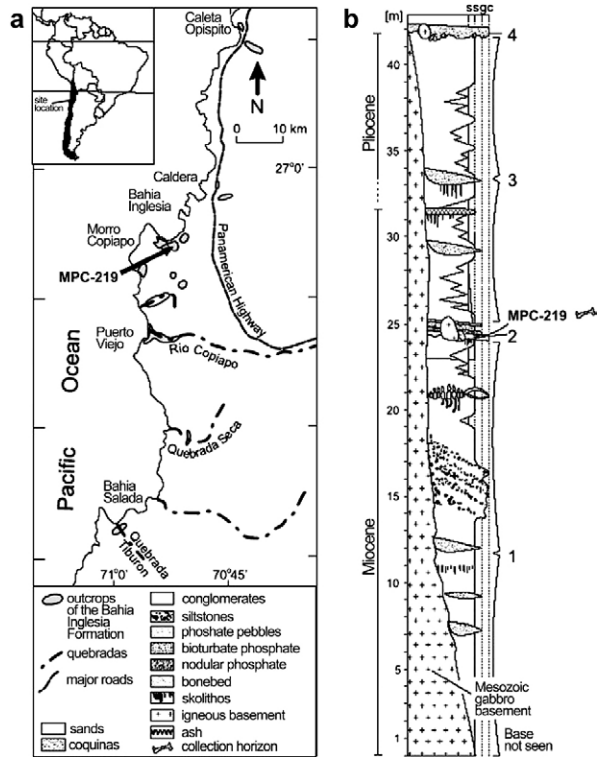 a
Caleta
Opispito
site
location
N
0 10 km
27°0'
Caldera
Bahia
Inglesia
Morro
Copiapo
MPC-219
Panamerican Highway
Puerto
Viejo
Rio Copiapo
Ocean
Quebrada Seca
Pacific
Bahia
Salada
Quebrada
Tiburon
71°0' 70°45'
outcrops
of the Bahia
Inglesia
Formation
quebradas
major roads
sands
coquinas
conglomerates
siltstones
phoshate pebbles
bioturbate phosphate
nodular phosphate
bonebed
skolithos
igneous basement
ash
collection horizon
b
[m]
ssgc
4
40
Pliocene
35
3
30
MPC-219
25
2
20
15
Miocene
1
10
5
Mesozoic
gabbro
basement
1
Base
not seen